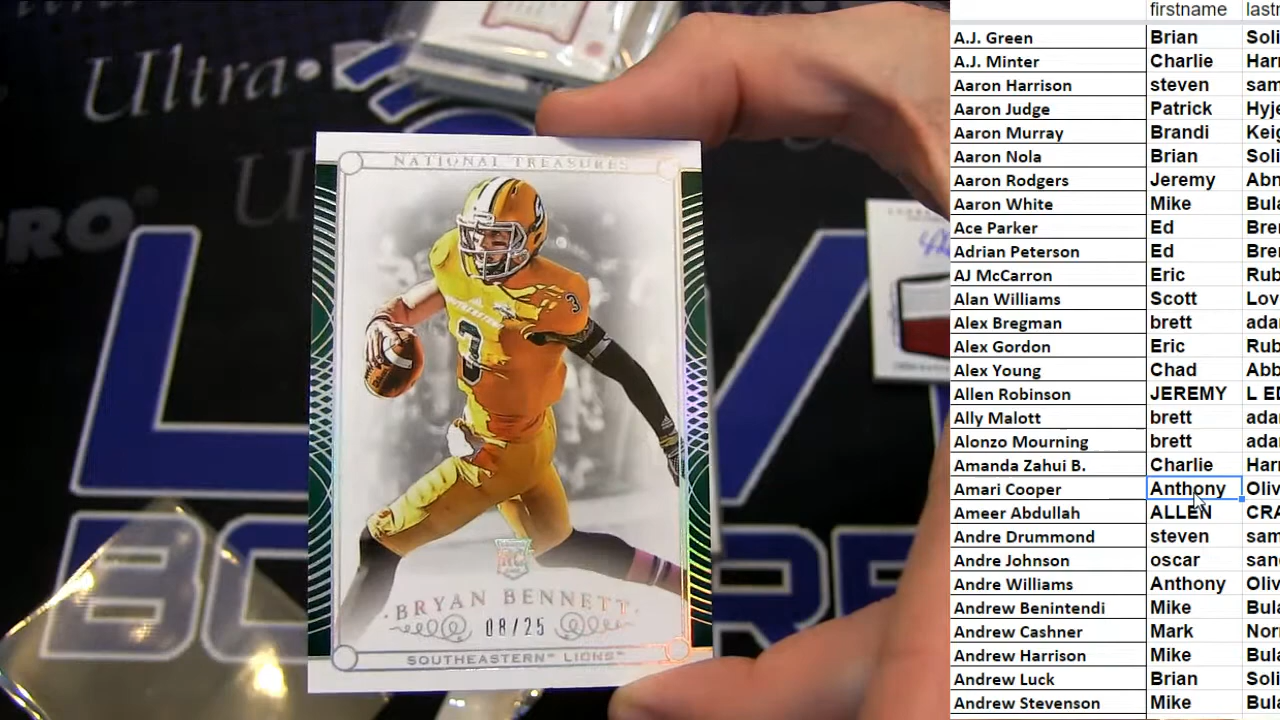 firstname
A.J. Green Brian
A.J. Minter Charlie
Aaron Harrison steven
Aaron Judge Patrick
Aaron Murray Brandi
Aaron Nola Brian
Aaron Rodgers Jeremy
Aaron White Mike
Ace Parker Ed
Adrian Peterson Ed
AJ McCarron Eric
Alan Williams Scott
Alex Bregman brett
Alex Gordon Eric
Alex Young Chad
Allen Robinson JEREMY L
Ally Malott brett
Alonzo Mourning brett
Amanda Zahui B. Charlie
Amari Cooper Anthony
Ameer Abdullah ALLEN
Andre Drummond steven
Andre Johnson oscar
Andre Williams Anthony
Andrew Benintendi Mike
Andrew Cashner Mark
Andrew Harrison Mike
Andrew Luck Brian
Andrew Stevenson Mike
Ultra
PRO
NATIONAL TREASURES
3
3
RC
BRYAN BENNETT
08/25
SOUTHEASTERN™ LIONS™